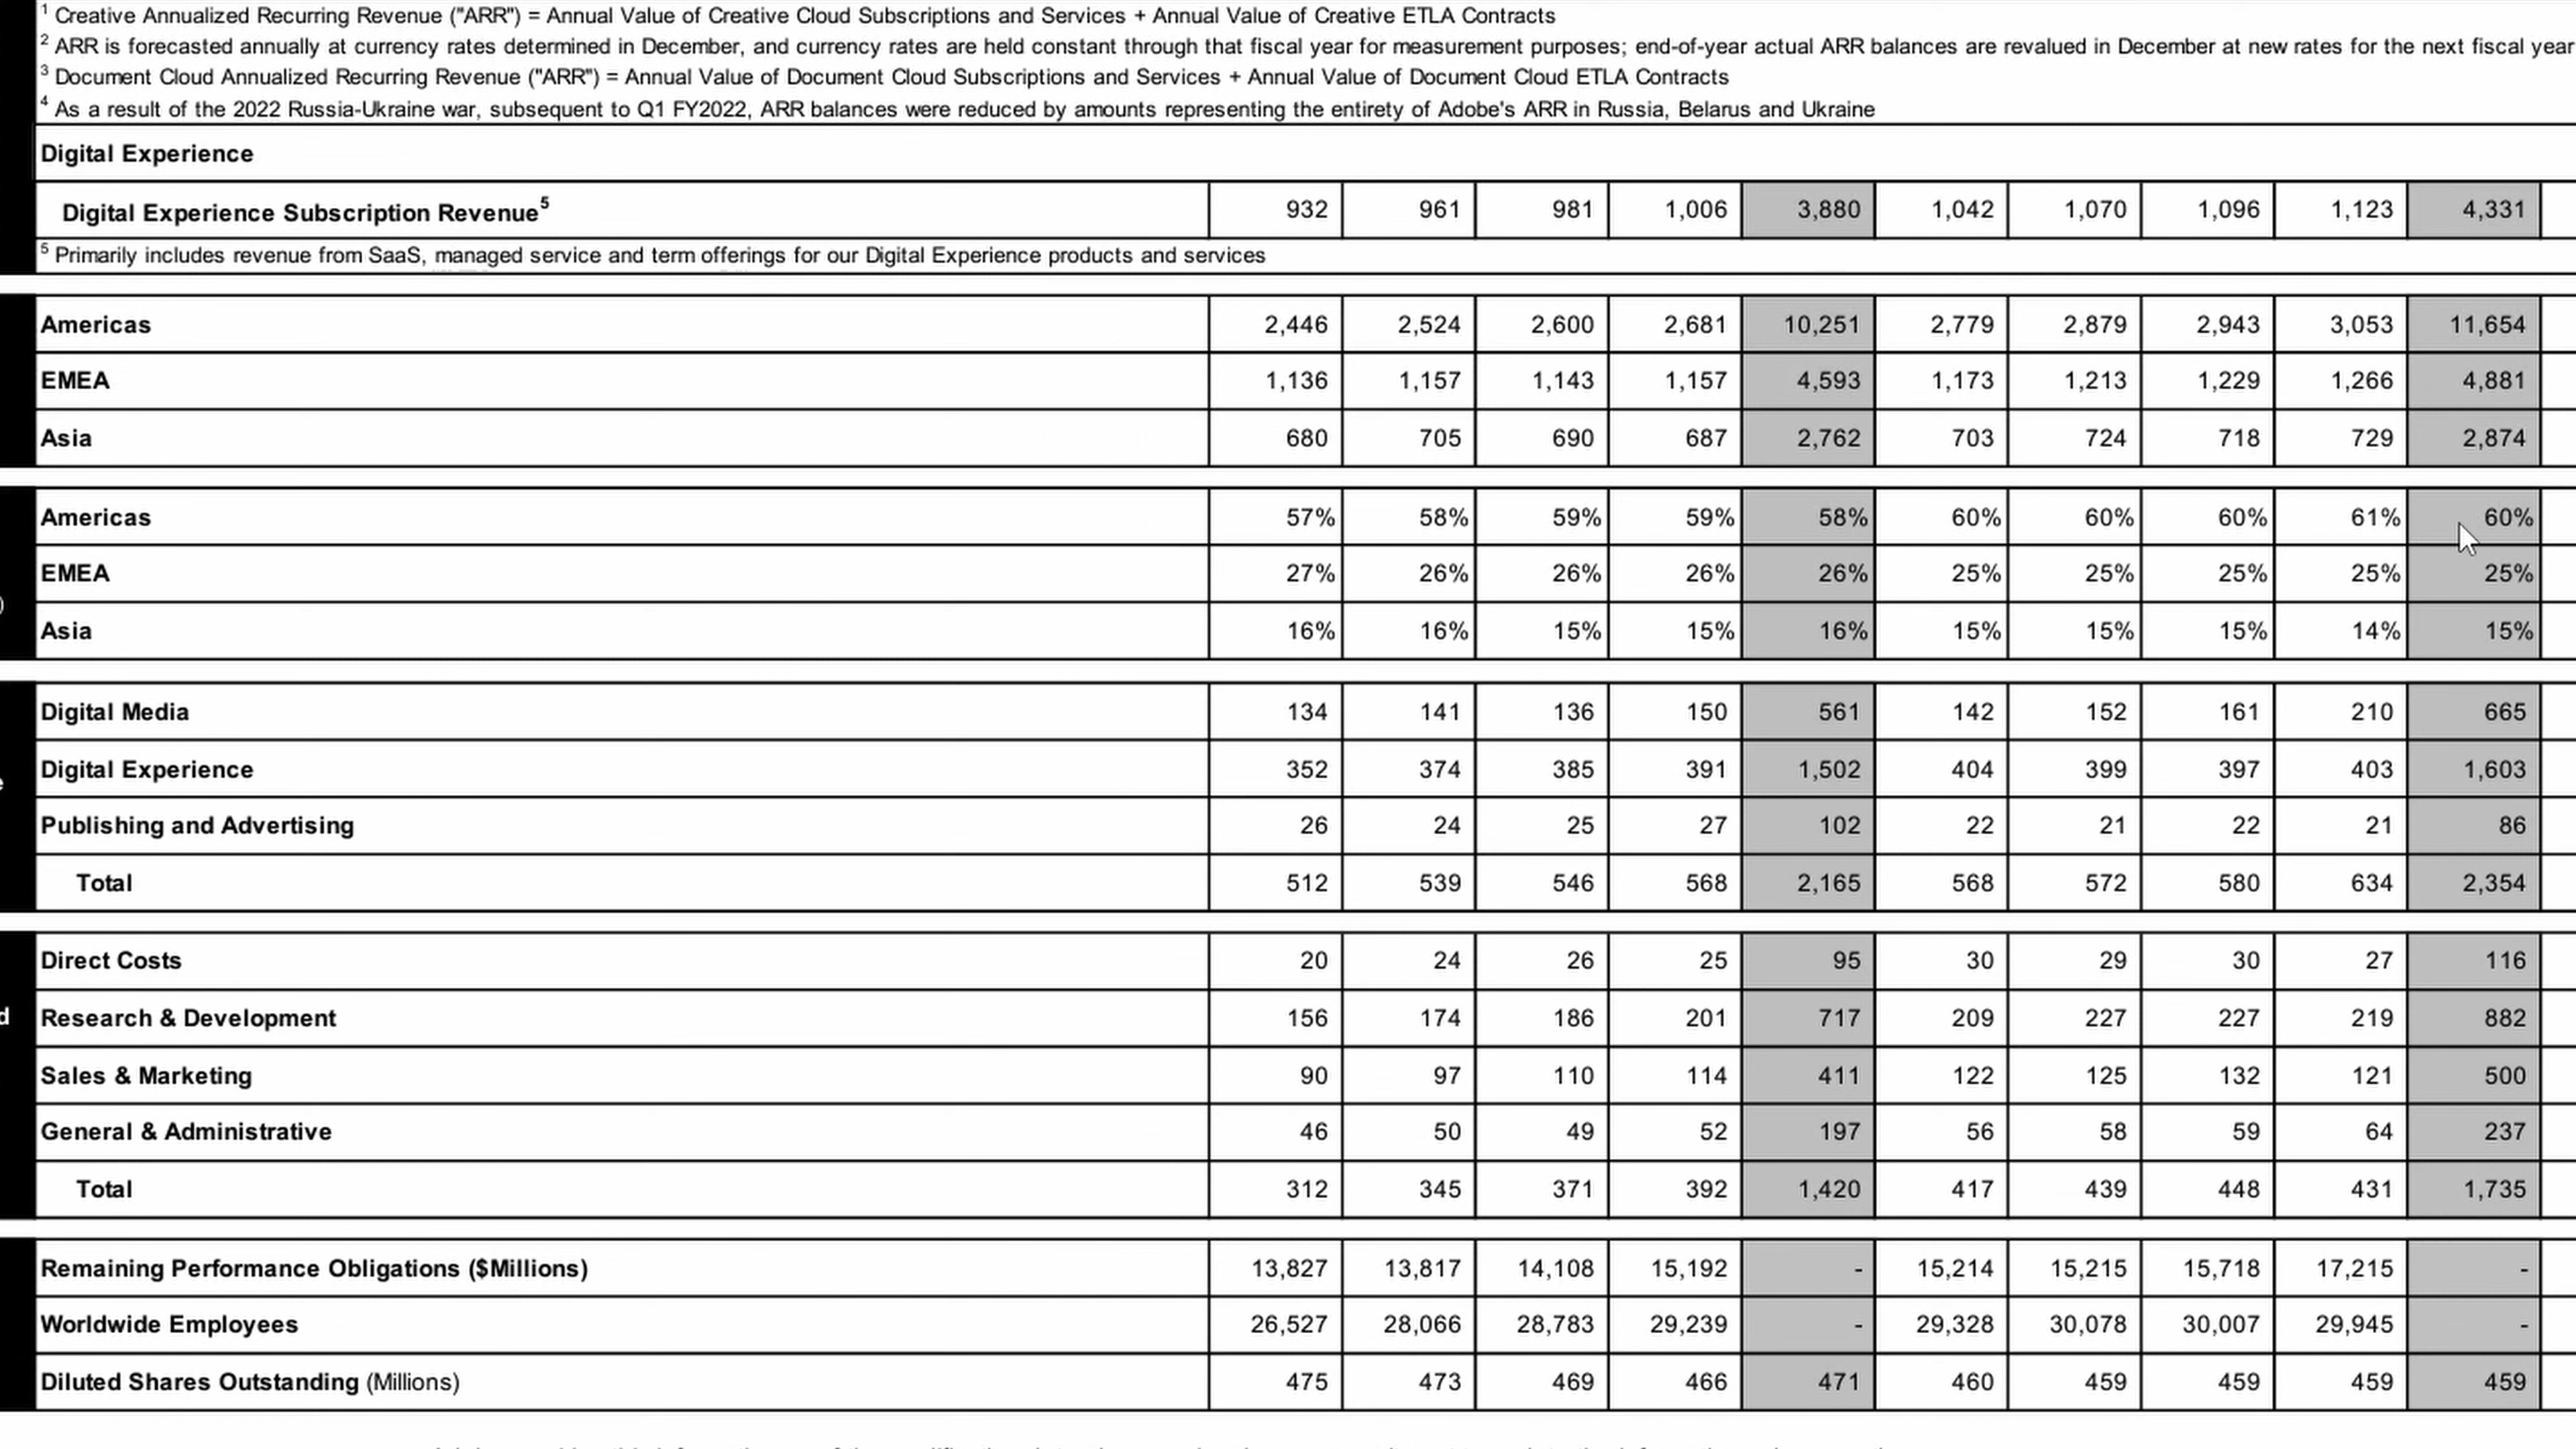 1 Creative Annualized Recurring Revenue ("ARR") = Annual Value of Creative Cloud Subscriptions and Services + Annual Value of Creative ETLA Contracts
2 ARR is forecasted annually at currency rates determined in December, and currency rates are held constant through that fiscal year for measurement purposes; end-of-year actual ARR balances are revalued in December at new rates for the next fiscal year
3 Document Cloud Annualized Recurring Revenue ("ARR") = Annual Value of Document Cloud Subscriptions and Services + Annual Value of Document Cloud ETLA Contracts
4 As a result of the 2022 Russia-Ukraine war, subsequent to Q1 FY2022, ARR balances were reduced by amounts representing the entirety of Adobe's ARR in Russia, Belarus and Ukraine
Digital Experience
Digital Experience Subscription Revenue5 932 961 981 1,006 3,880 1,042 1,070 1,096 1,123 4,331
5 Primarily includes revenue from SaaS, managed service and term offerings for our Digital Experience products and services
Americas 2,446 2,524 2,600 2,681 10,251 2,779 2,879 2,943 3,053 11,654
EMEA 1,136 1,157 1,143 1,157 4,593 1,173 1,213 1,229 1,266 4,881
Asia 680 705 690 687 2,762 703 724 718 729 2,874
Americas 57% 58% 59% 59% 58% 60% 60% 60% 61% 60%
EMEA 27% 26% 26% 26% 26% 25% 25% 25% 25% 25%
Asia 16% 16% 15% 15% 16% 15% 15% 15% 14% 15%
Digital Media 134 141 136 150 561 142 152 161 210 665
Digital Experience 352 374 385 391 1,502 404 399 397 403 1,603
Publishing and Advertising 26 24 25 27 102 22 21 22 21 86
Total 512 539 546 568 2,165 568 572 580 634 2,354
Direct Costs 20 24 26 25 95 30 29 30 27 116
Research & Development 156 174 186 201 717 209 227 227 219 882
Sales & Marketing 90 97 110 114 411 122 125 132 121 500
General & Administrative 46 50 49 52 197 56 58 59 64 237
Total 312 345 371 392 1,420 417 439 448 431 1,735
Remaining Performance Obligations ($Millions) 13,827 13,817 14,108 15,192 - 15,214 15,215 15,718 17,215 -
Worldwide Employees 26,527 28,066 28,783 29,239 - 29,328 30,078 30,007 29,945 -
Diluted Shares Outstanding (Millions) 475 473 469 466 471 460 459 459 459 459